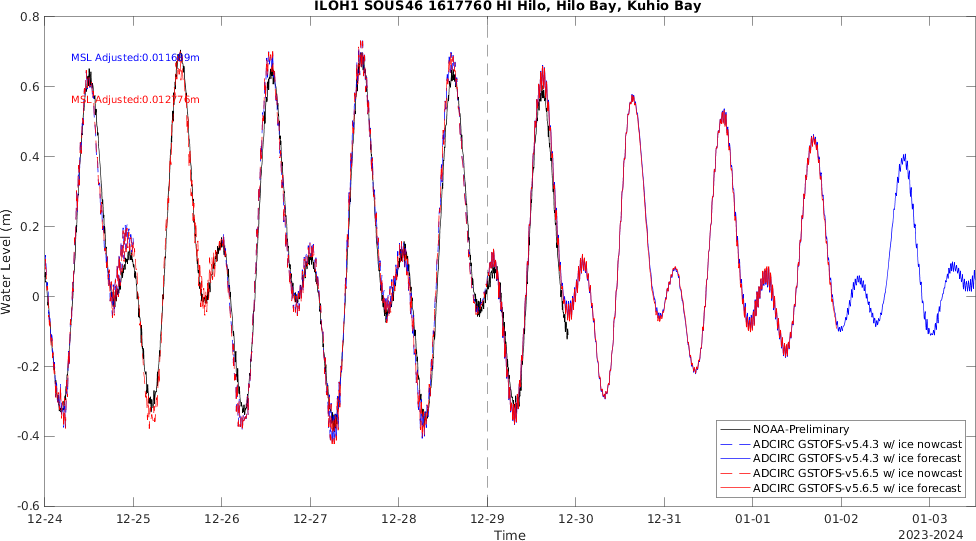 ILOH1 SOUS46 1617760 HI Hilo, Hilo Bay, Kuhio Bay
0.8
MSL Adjusted:0.011689m
0.6
MSL Adjusted:0.012776m
0.4
0.2
Water Level (m)
0
-0.2
-0.4
-0.6
NOAA-Preliminary
ADCIRC GSTOFS-v5.4.3 w/ ice nowcast
ADCIRC GSTOFS-v5.4.3 w/ ice forecast
ADCIRC GSTOFS-v5.6.5 w/ ice nowcast
ADCIRC GSTOFS-v5.6.5 w/ ice forecast
12-24 12-25 12-26 12-27 12-28 12-29 12-30 12-31 01-01 01-02 01-03
Time
2023-2024